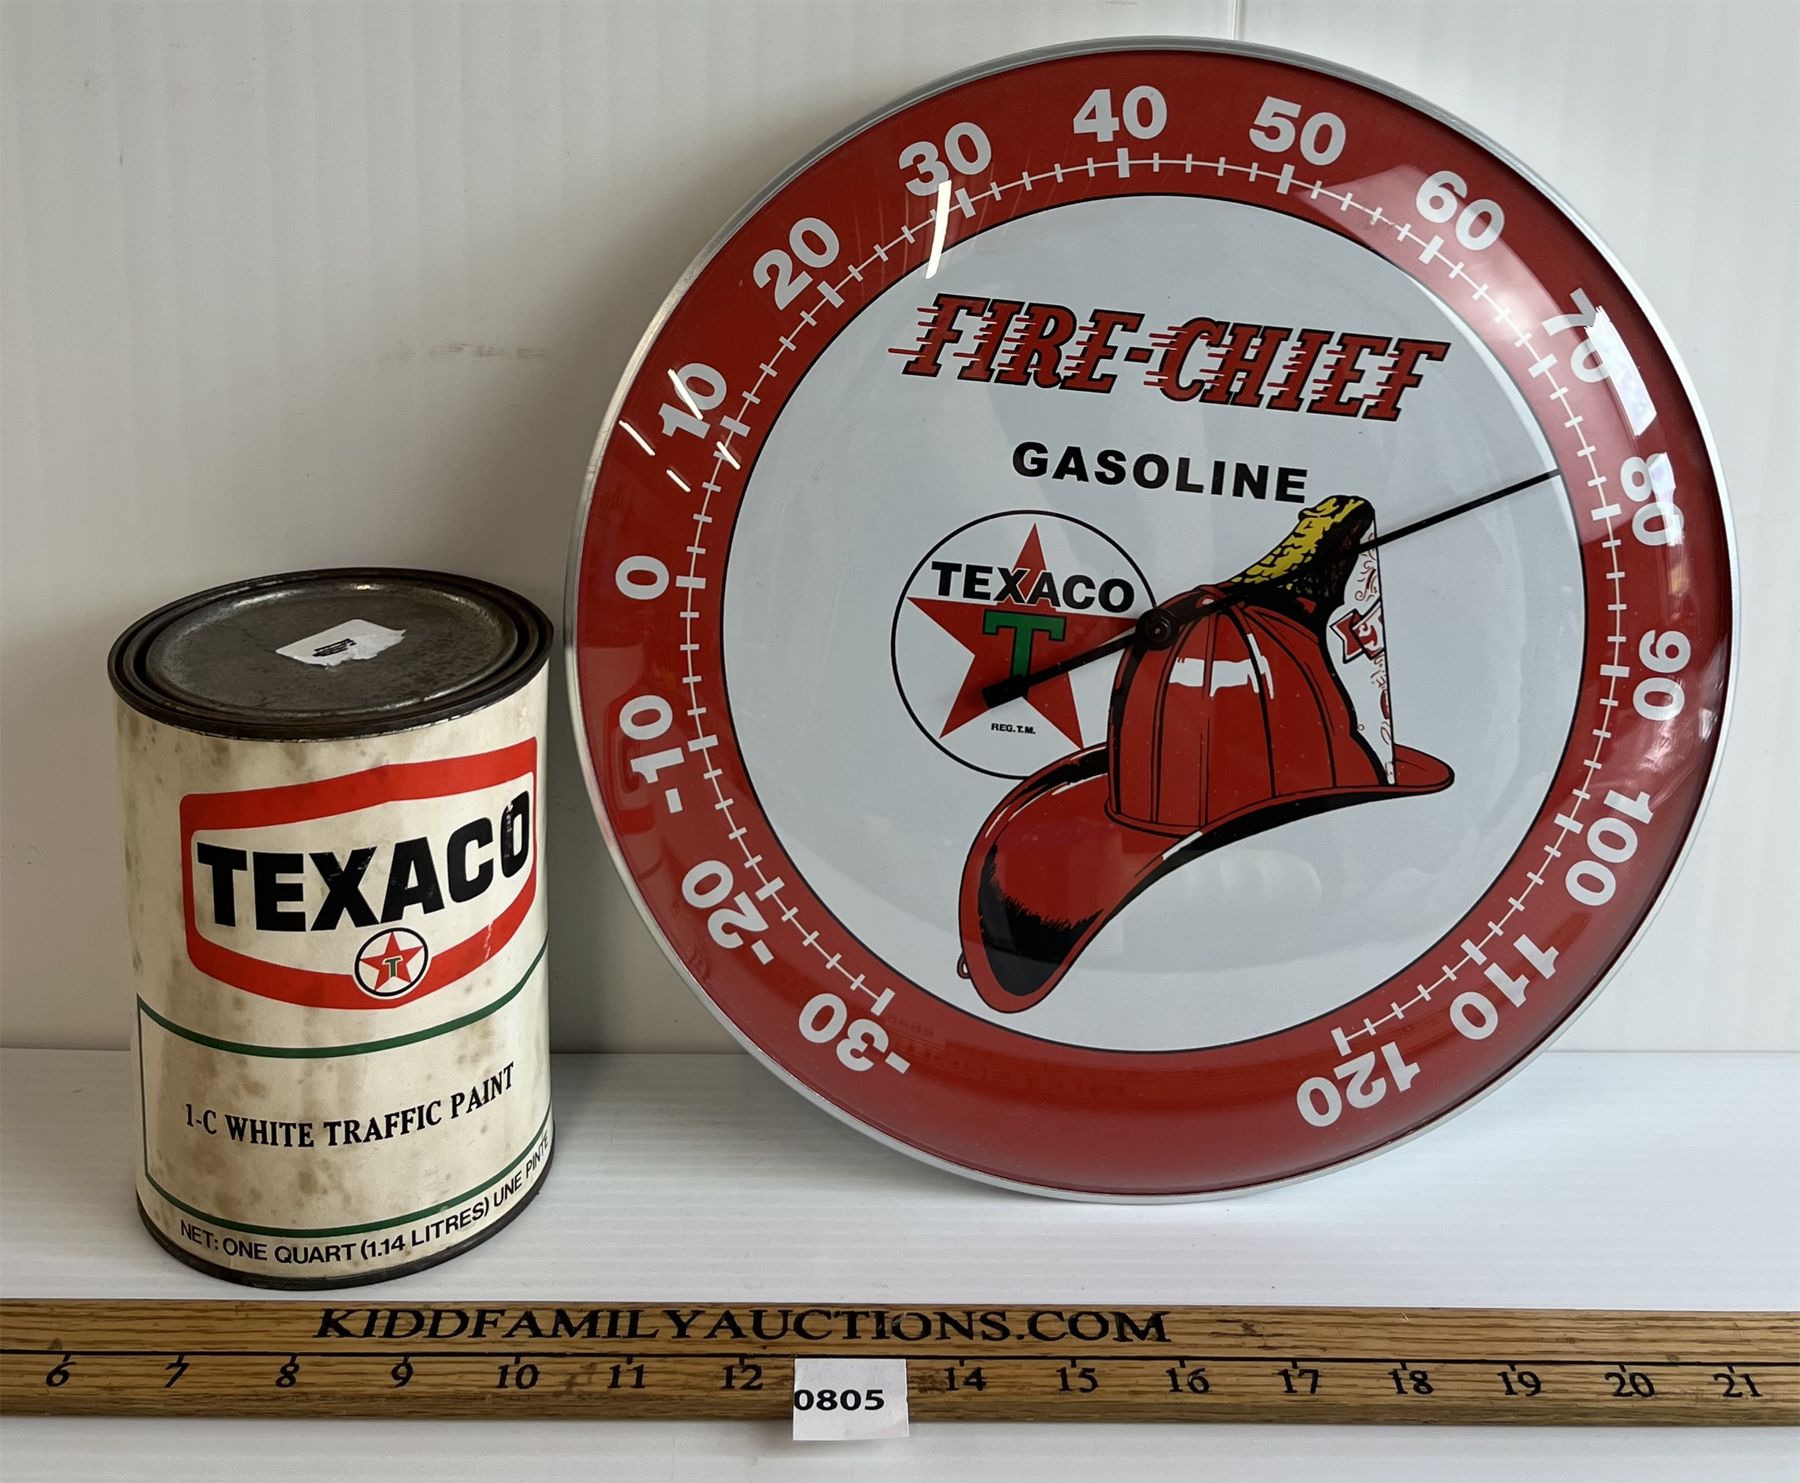 40
50
30
60
20
70
10
80
0
90
-10
100
-20
110
-30
120
FIRE-CHIEF
GASOLINE
TEXACO
T
REG.T.M.
TEXACO
T
1-C WHITE TRAFFIC PAINT
NET: ONE QUART (1.14 LITRES) UNE PINTE
KIDDFAMILYAUCTIONS.COM
6 7 8 9 10 11 12 14 15 16 17 18 19 20 21
0805